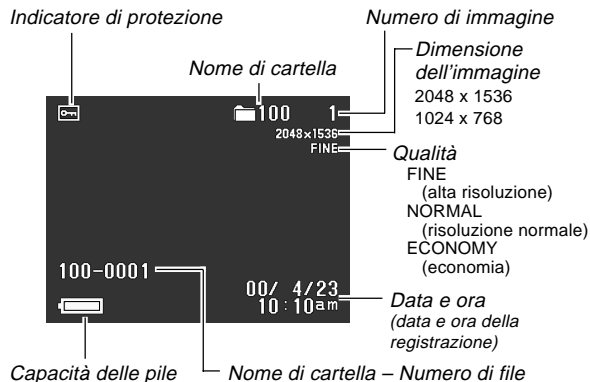 Indicatore di protezione
Numero di immagine
Nome di cartella
Dimensione
dell'immagine
2048 x 1536
1024 x 768
100 1
2048×1536
FINE
Qualità
FINE
(alta risoluzione)
NORMAL
(risoluzione normale)
ECONOMY
(economia)
100-0001
00/ 4/23
10:10am
Data e ora
(data e ora della
registrazione)
Capacità delle pile
Nome di cartella – Numero di file